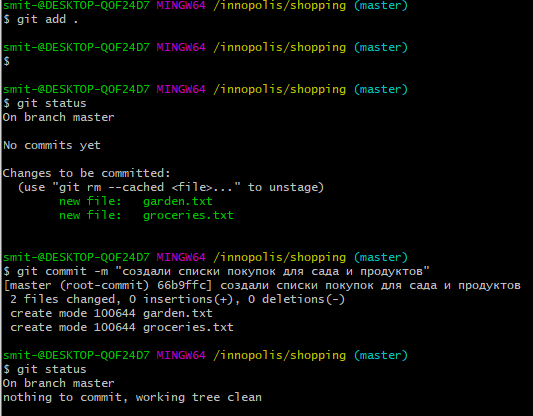 smit-@DESKTOP-QOF24D7 MINGW64 /innopolis/shopping (master)
$ git add .
smit-@DESKTOP-QOF24D7 MINGW64 /innopolis/shopping (master)
$
smit-@DESKTOP-QOF24D7 MINGW64 /innopolis/shopping (master)
$ git status
On branch master
No commits yet
Changes to be committed:
(use "git rm --cached <file>..." to unstage)
new file: garden.txt
new file: groceries.txt
smit-@DESKTOP-QOF24D7 MINGW64 /innopolis/shopping (master)
$ git commit -m "создали списки покупок для сада и продуктов"
[master (root-commit) 66b9ffc] создали списки покупок для сада и продуктов
2 files changed, 0 insertions(+), 0 deletions(-)
create mode 100644 garden.txt
create mode 100644 groceries.txt
smit-@DESKTOP-QOF24D7 MINGW64 /innopolis/shopping (master)
$ git status
On branch master
nothing to commit, working tree clean